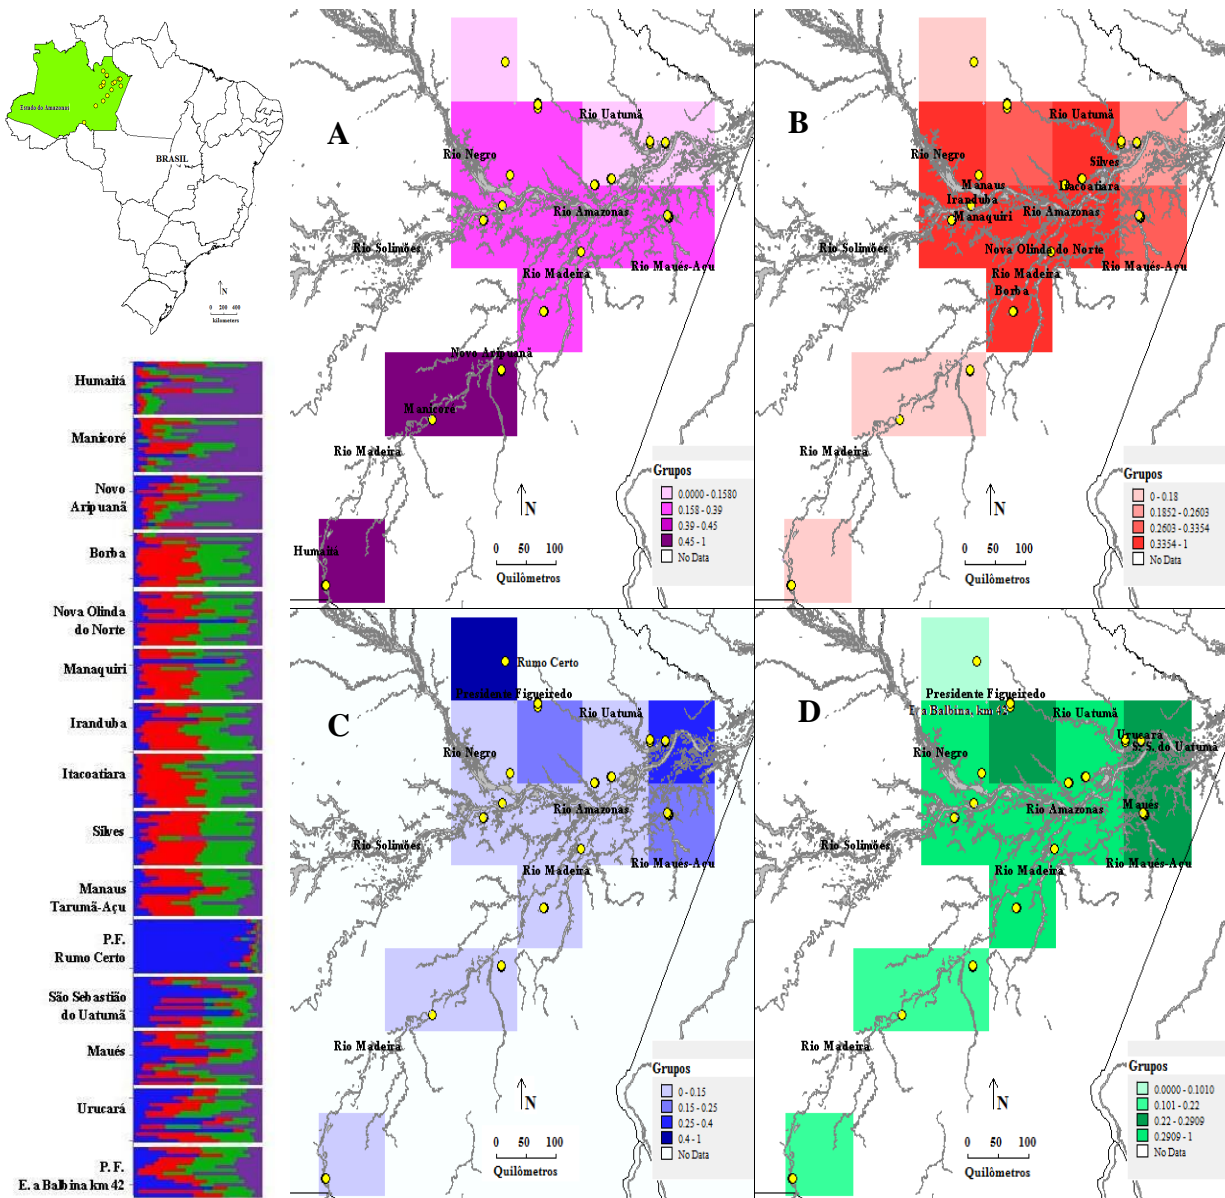 Estado do Amazonas
BRASIL
N
0 200 400
kilometers
Humaitá
Manicoré
Novo
Aripuanã
Borba
Nova Olinda
do Norte
Manaquiri
Iranduba
Itacoatiara
Silves
Manaus
Tarumã-Açu
P.F.
Rumo Certo
São Sebastião
do Uatumã
Maués
Urucará
P. F.
E. a Balbina km 42
A
Rio Uatumã
Rio Negro
Rio Amazonas
Rio Solimões
Rio Madeira
Rio Maués-Açu
Novo Aripuanã
Manicoré
Rio Madeira
Humaitá
N
0 50 100
Quilômetros
Grupos
0.0000 - 0.1580
0.158 - 0.39
0.39 - 0.45
0.45 - 1
No Data
B
Rio Uatumã
Rio Negro
Silves
Manaus
Itacoatiara
Iranduba
Rio Amazonas
Manaquiri
Rio Solimões
Nova Olinda do Norte
Rio Maués-Açu
Rio Madeira
Borba
Rio Madeira
N
0 50 100
Quilômetros
Grupos
0 - 0.18
0.1852 - 0.2603
0.2603 - 0.3354
0.3354 - 1
No Data
C
Rumo Certo
Presidente Figueiredo
Rio Uatumã
Rio Negro
Rio Amazonas
Rio Solimões
Rio Madeira
Rio Maués-Açu
Rio Madeira
N
0 50 100
Quilômetros
Grupos
0 - 0.15
0.15 - 0.25
0.25 - 0.4
0.4 - 1
No Data
D
Presidente Figueiredo
a Balbina. km 42
Rio Uatumã
Urucará
S. S. do Uatumã
Rio Negro
Rio Amazonas
Maués
Rio Solimões
Rio Madeira
Rio Maués-Açu
Rio Madeira
N
0 50 100
Quilômetros
Grupos
0.0000 - 0.1010
0.101 - 0.22
0.22 - 0.2909
0.2909 - 1
No Data